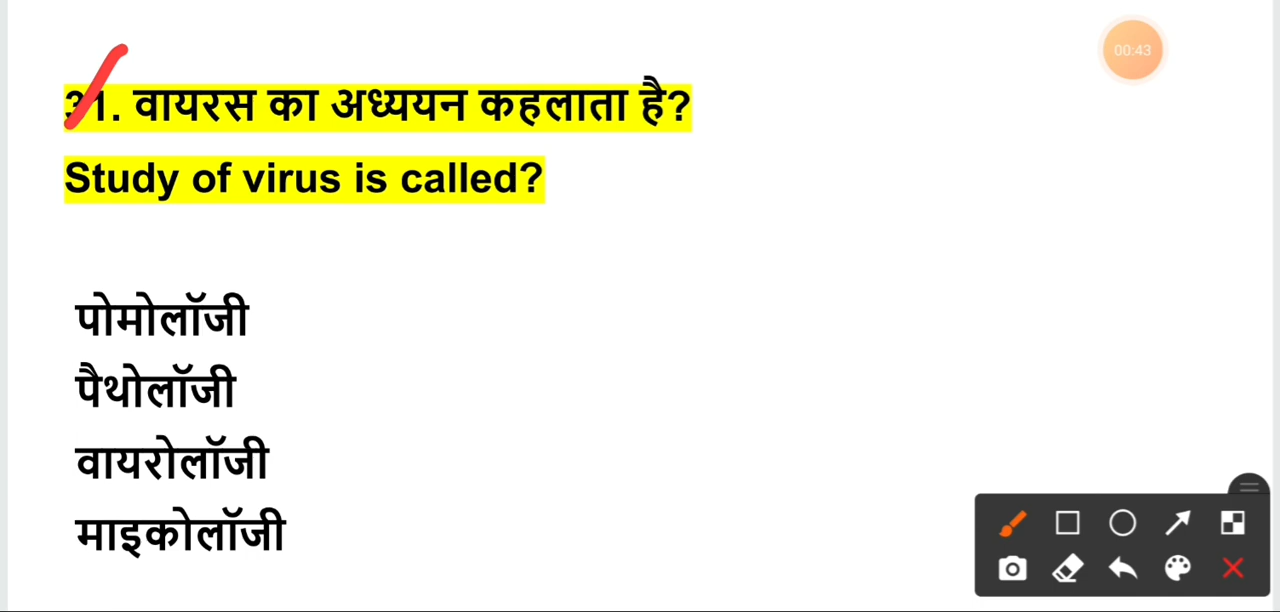 00:43
31. वायरस का अध्ययन कहलाता है?
Study of virus is called?
पोमोलॉजी
पैथोलॉजी
वायरोलॉजी
माइकोलॉजी